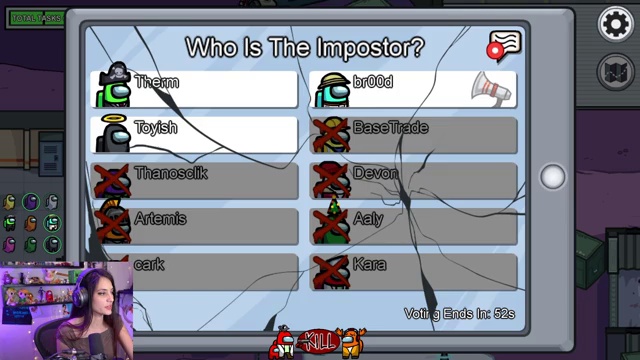 TOTAL TASKS
Who Is The Impostor?
Therm
br00d
Toyish
BaseTrade
Thanosclik
Devon
Artemis
Aaly
cark
Kara
Voting Ends In: 52s
KILL